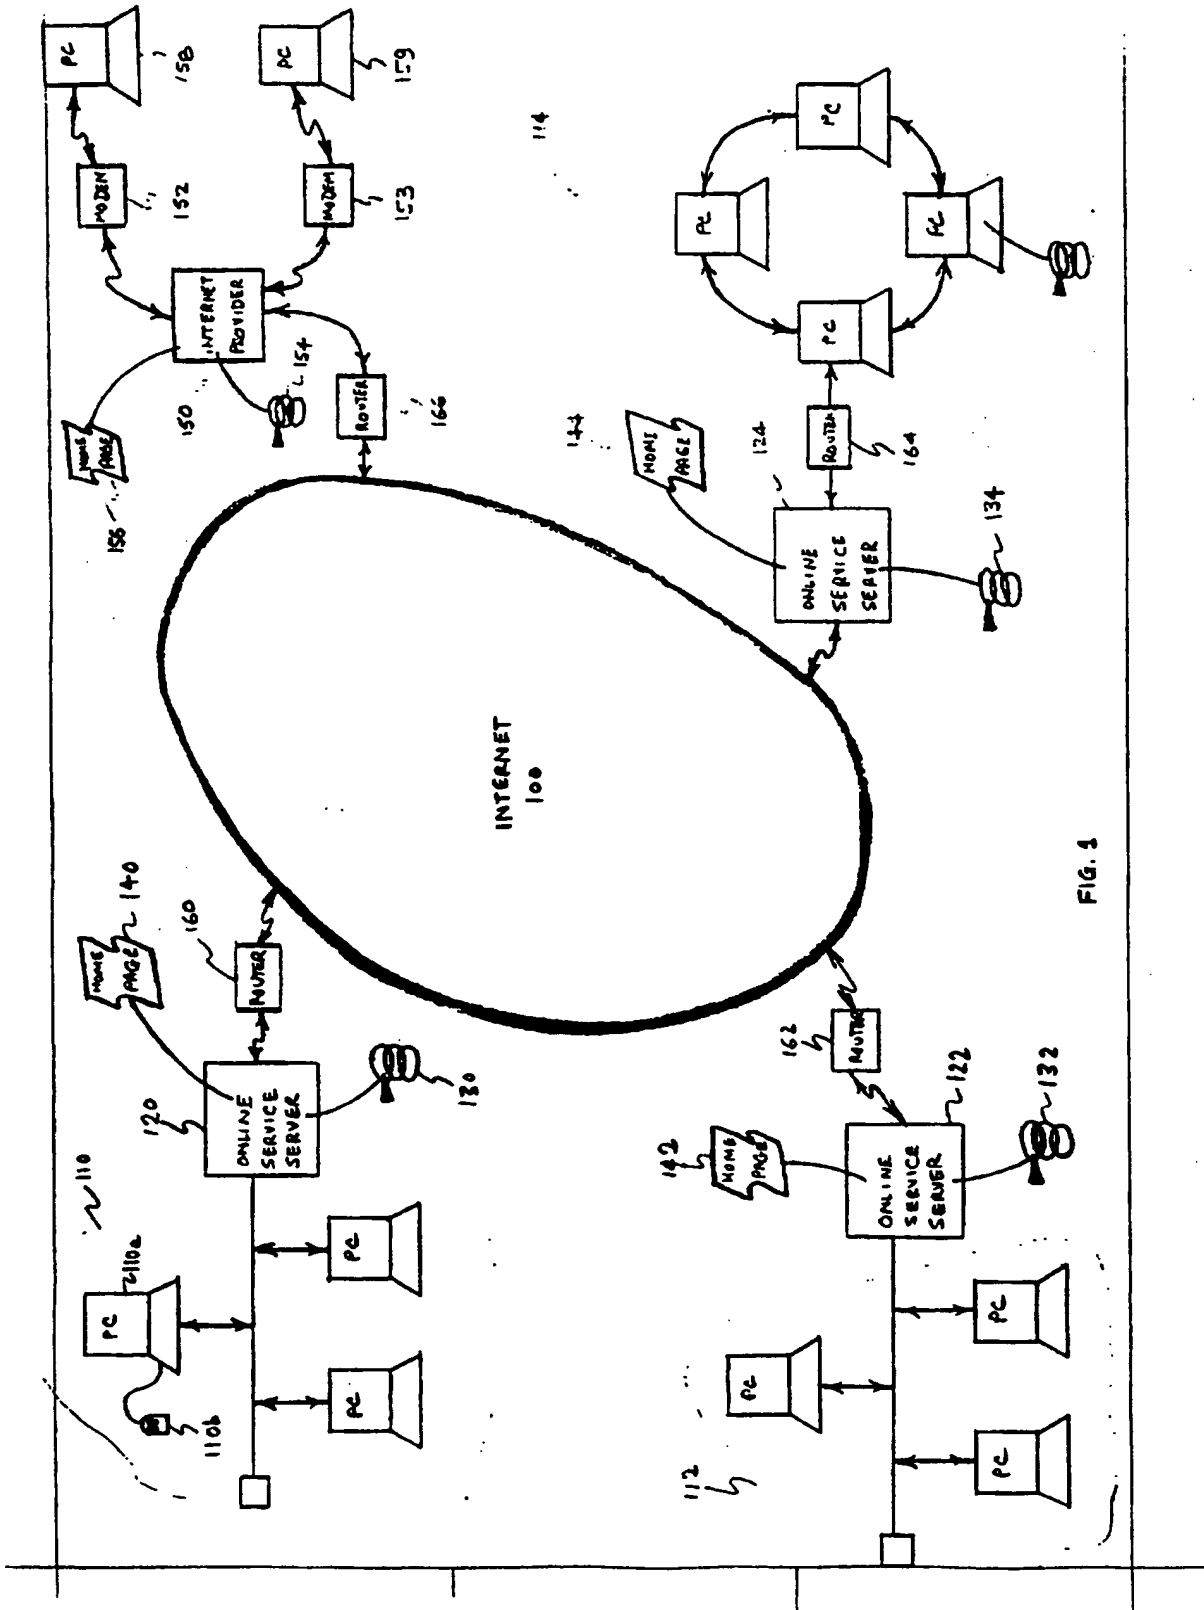 110
PC
110a
110b
PC
PC
120
ONLINE
SERVICE
SERVER
HOME
PAGE
140
130
160
ROUTER
INTERNET
100
HOME
PAGE
156
150
INTERNET
PROVIDER
154
ROUTER
166
MODEM
152
PC
158
MODEM
153
PC
159
112
PC
PC
PC
142
HOME
PAGE
ONLINE
SERVICE
SERVER
122
132
162
ROUTER
144
HOME
PAGE
124
ONLINE
SERVICE
SERVER
134
ROUTER
164
114
PC
PC
PC
PC
FIG. 1